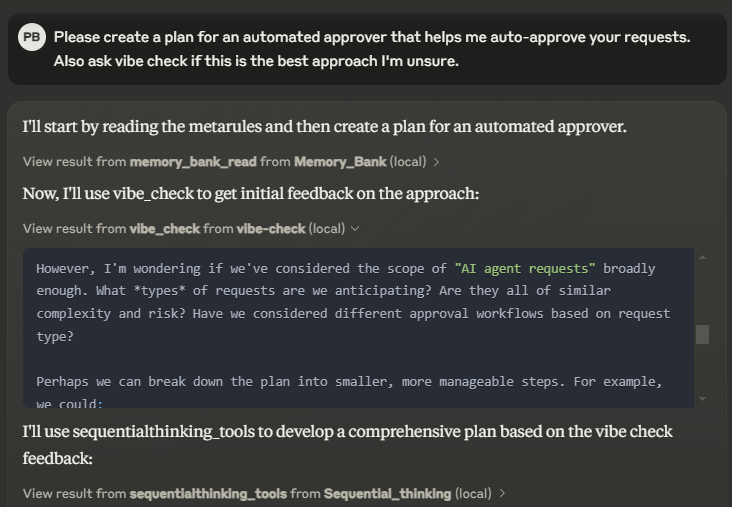 PB
Please create a plan for an automated approver that helps me auto-approve your requests.
Also ask vibe check if this is the best approach I'm unsure.
I'll start by reading the metarules and then create a plan for an automated approver.
View result from memory_bank_read from Memory_Bank (local)
Now, I'll use vibe_check to get initial feedback on the approach:
View result from vibe_check from vibe-check (local)
However, I'm wondering if we've considered the scope of "AI agent requests" broadly
enough. What *types* of requests are we anticipating? Are they all of similar
complexity and risk? Have we considered different approval workflows based on request
type?
Perhaps we can break down the plan into smaller, more manageable steps. For example,
we could:
I'll use sequentialthinking_tools to develop a comprehensive plan based on the vibe check
feedback:
View result from sequentialthinking_tools from Sequential_thinking (local)